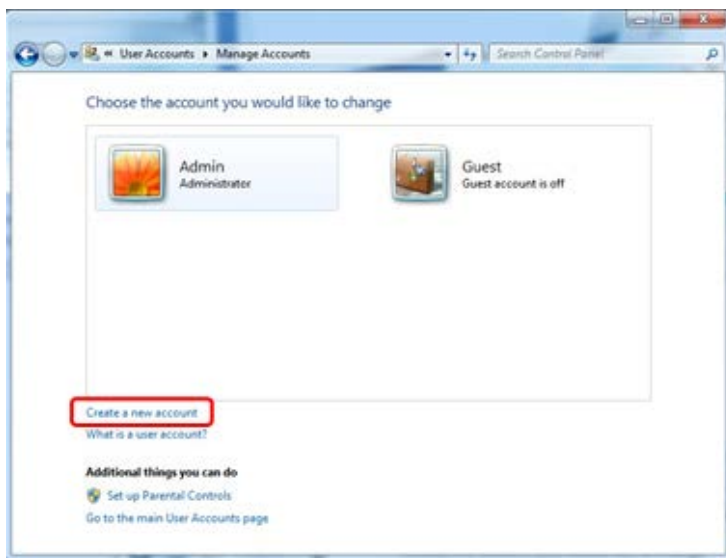 « User Accounts ▸ Manage Accounts
Search Control Panel
Choose the account you would like to change
Admin
Administrator
Guest
Guest account is off
Create a new account
What is a user account?
Additional things you can do
Set up Parental Controls
Go to the main User Accounts page